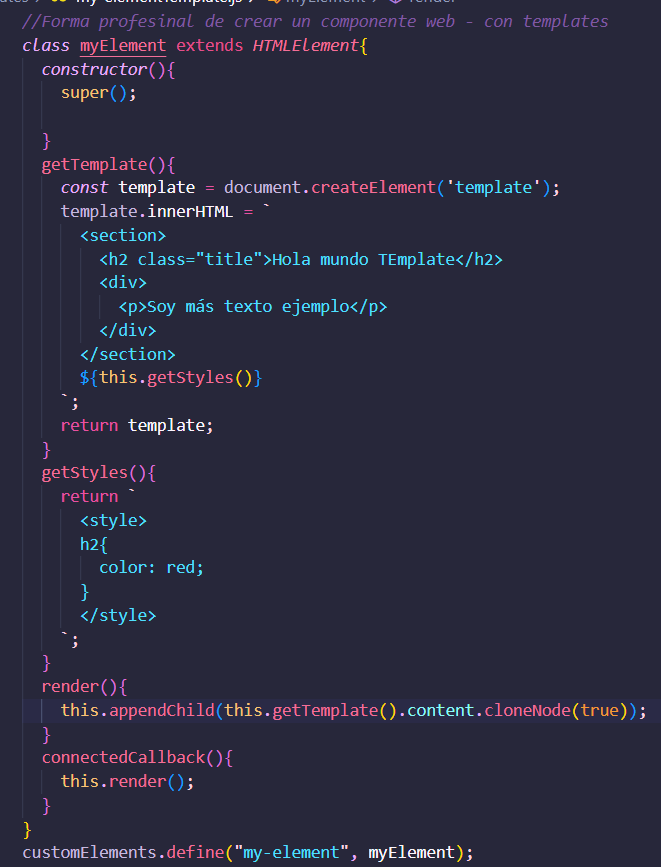 my-elementTemplate.js
//Forma profesinal de crear un componente web - con templates
class myElement extends HTMLElement{
constructor(){
super();
}
getTemplate(){
const template = document.createElement('template');
template.innerHTML = `
<section>
<h2 class="title">Hola mundo TEmplate</h2>
<div>
<p>Soy más texto ejemplo</p>
</div>
</section>
${this.getStyles()}
`;
return template;
}
getStyles(){
return `
<style>
h2{
color: red;
}
</style>
`;
}
render(){
this.appendChild(this.getTemplate().content.cloneNode(true));
}
connectedCallback(){
this.render();
}
}
customElements.define("my-element", myElement);